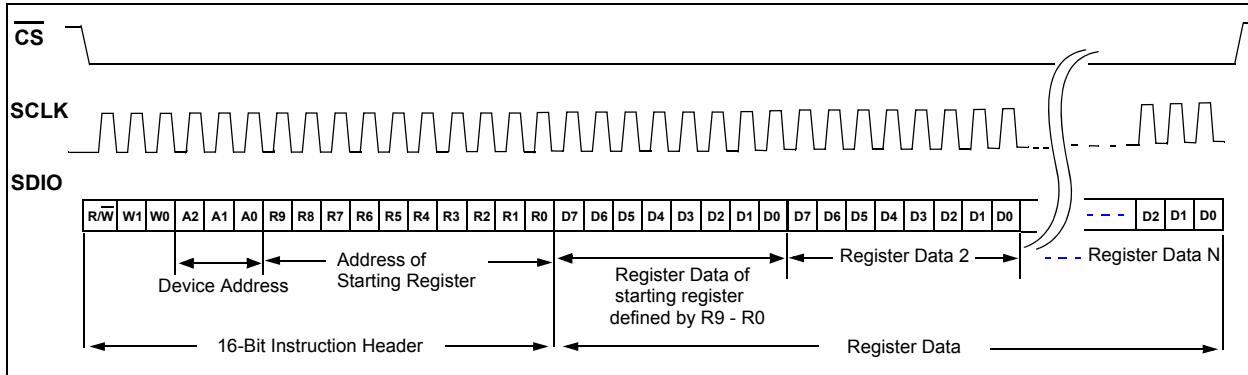 CS
SCLK
SDIO
R/W W1 W0 A2 A1 A0 R9 R8 R7 R6 R5 R4 R3 R2 R1 R0 D7 D6 D5 D4 D3 D2 D1 D0 D7 D6 D5 D4 D3 D2 D1 D0 D2 D1 D0
Device Address
Address of
Starting Register
Register Data of
starting register
defined by R9 - R0
Register Data 2
Register Data N
16-Bit Instruction Header
Register Data